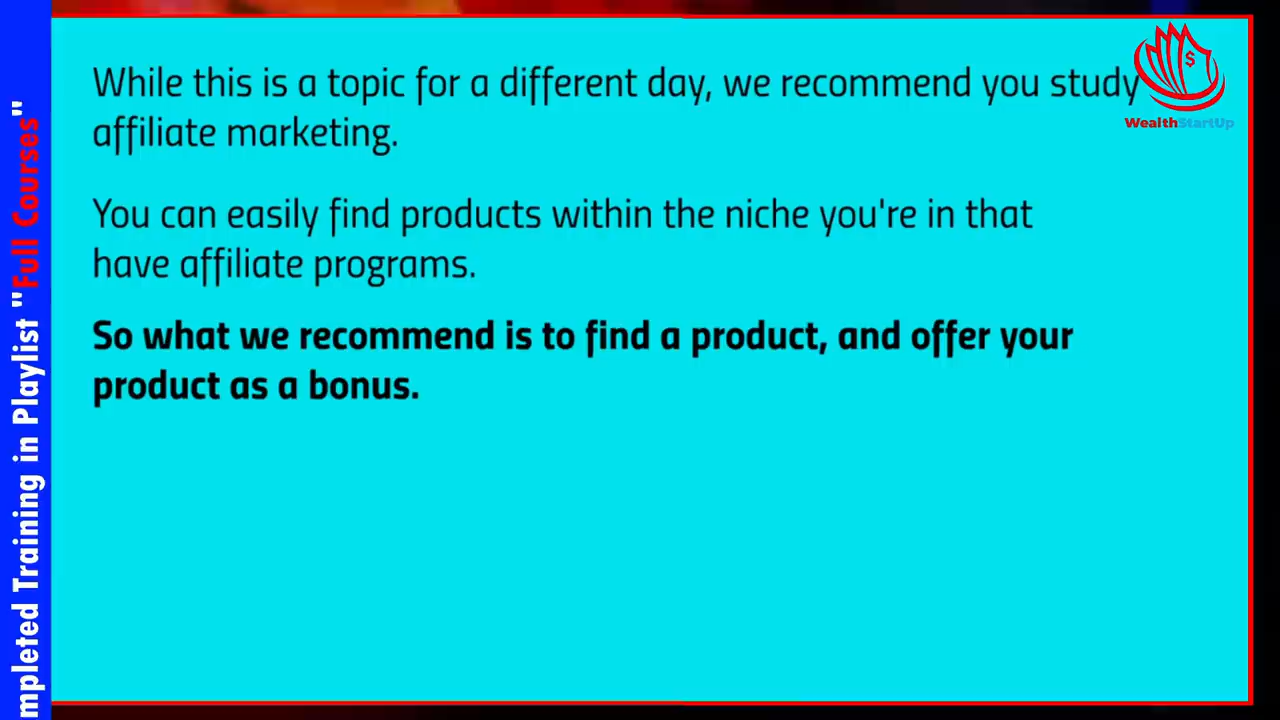 While this is a topic for a different day, we recommend you study
affiliate marketing.
You can easily find products within the niche you're in that
have affiliate programs.
So what we recommend is to find a product, and offer your
product as a bonus.
$
WealthStartUp
mpleted Training in Playlist "Full Courses"